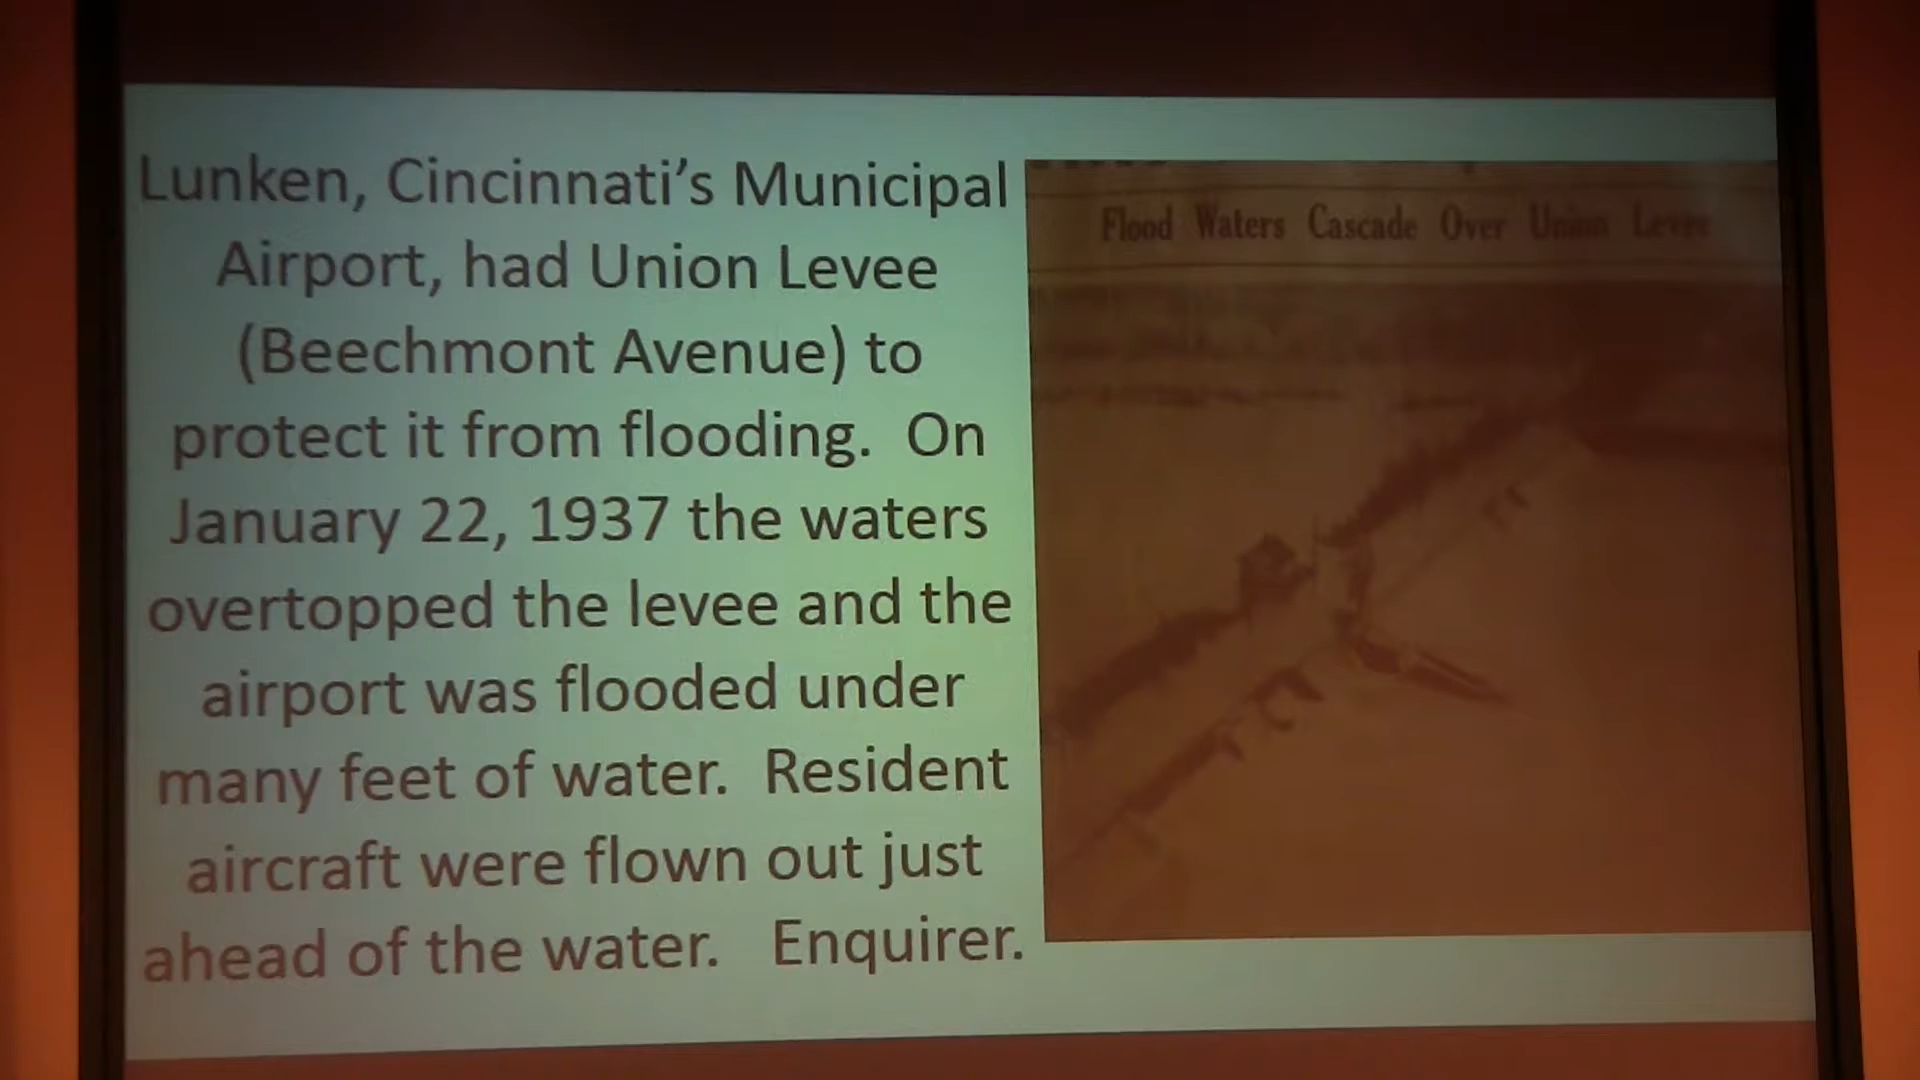 Lunken, Cincinnati's Municipal
Airport, had Union Levee
(Beechmont Avenue) to
protect it from flooding.  On
January 22, 1937 the waters
overtopped the levee and the
airport was flooded under
many feet of water.  Resident
aircraft were flown out just
ahead of the water.   Enquirer.
Flood Waters Cascade Over Union Levee